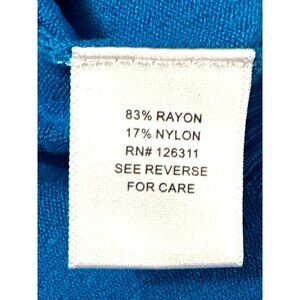 83% RAYON
17% NYLON
RN# 126311
SEE REVERSE
FOR CARE